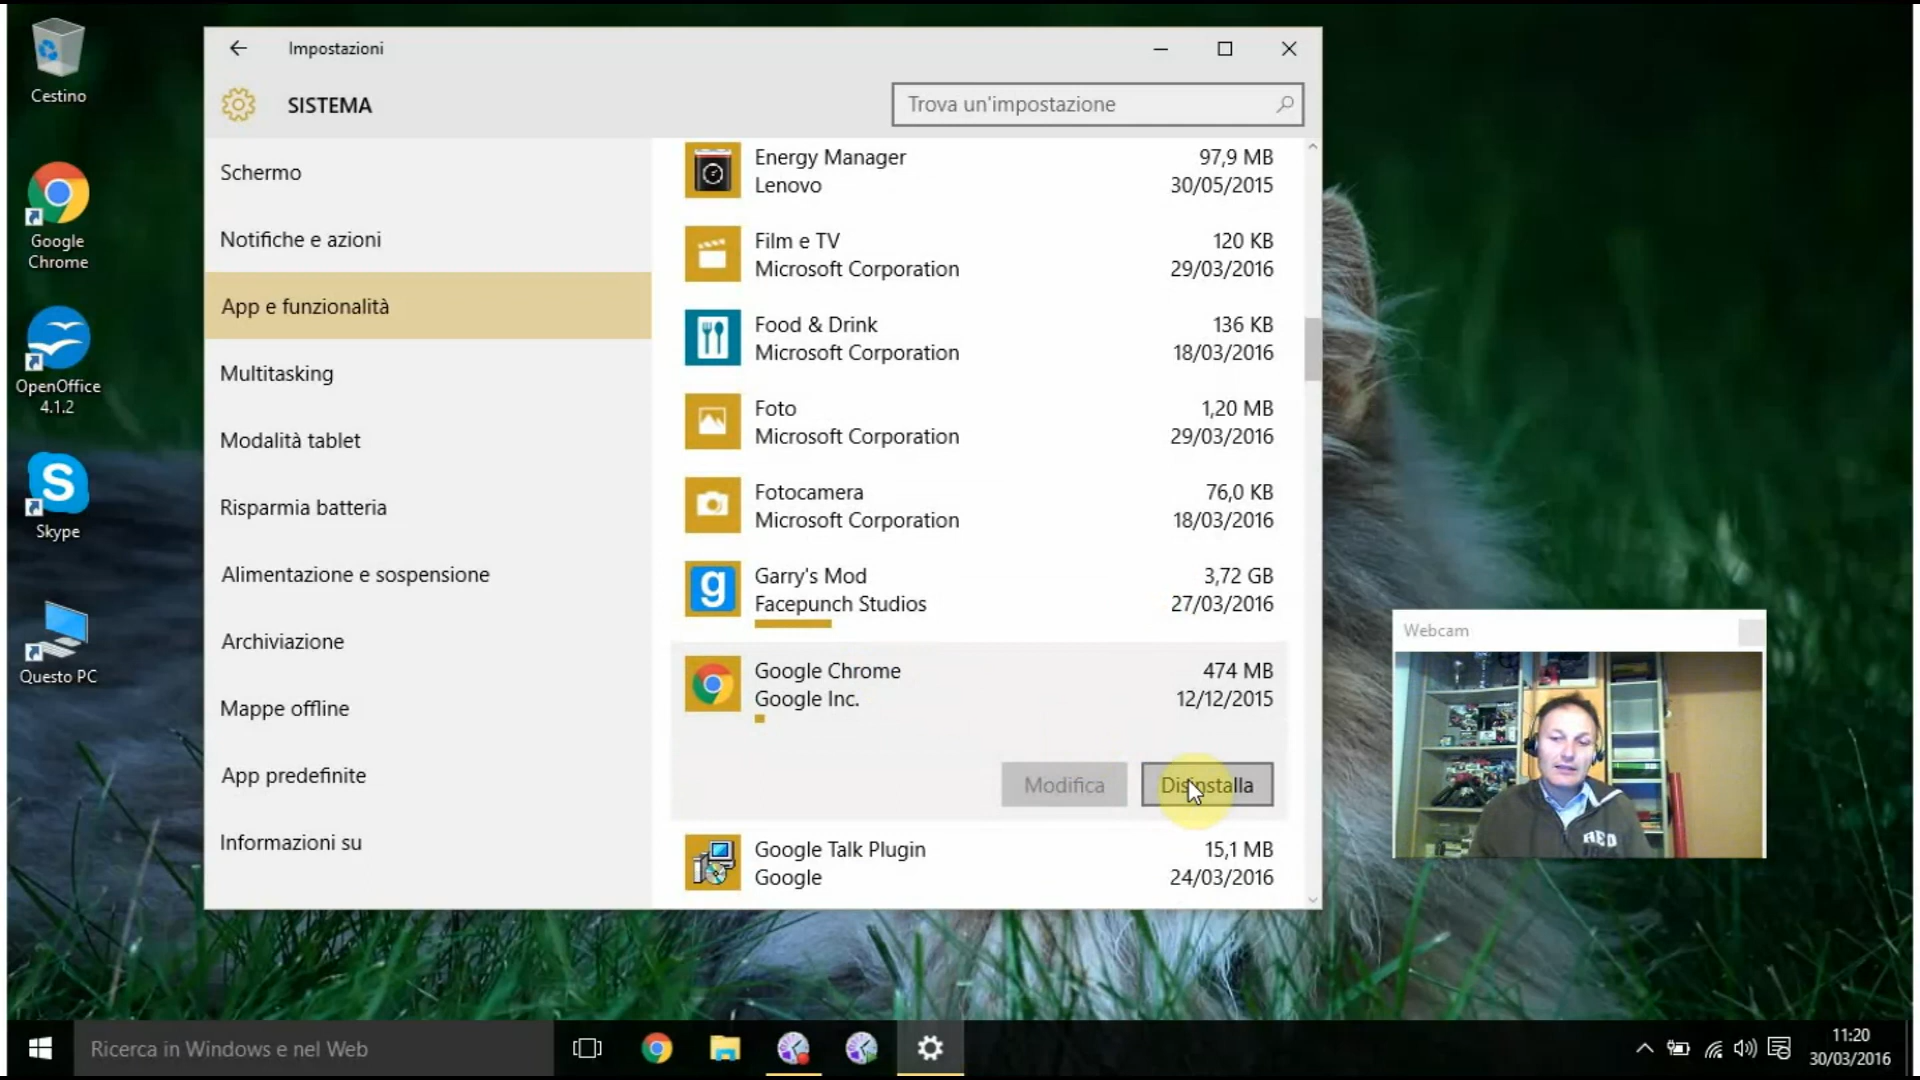 Cestino
Google
Chrome
OpenOffice
4.1.2
Skype
Questo PC
Impostazioni
SISTEMA
Trova un'impostazione
Schermo
Notifiche e azioni
App e funzionalità
Multitasking
Modalità tablet
Risparmia batteria
Alimentazione e sospensione
Archiviazione
Mappe offline
App predefinite
Informazioni su
Energy Manager 97,9 MB
Lenovo 30/05/2015
Film e TV 120 KB
Microsoft Corporation 29/03/2016
Food & Drink 136 KB
Microsoft Corporation 18/03/2016
Foto 1,20 MB
Microsoft Corporation 29/03/2016
Fotocamera 76,0 KB
Microsoft Corporation 18/03/2016
Garry's Mod 3,72 GB
Facepunch Studios 27/03/2016
Google Chrome 474 MB
Google Inc. 12/12/2015
Modifica Disinstalla
Google Talk Plugin 15,1 MB
Google 24/03/2016
Webcam
RED
Ricerca in Windows e nel Web
11:20
30/03/2016